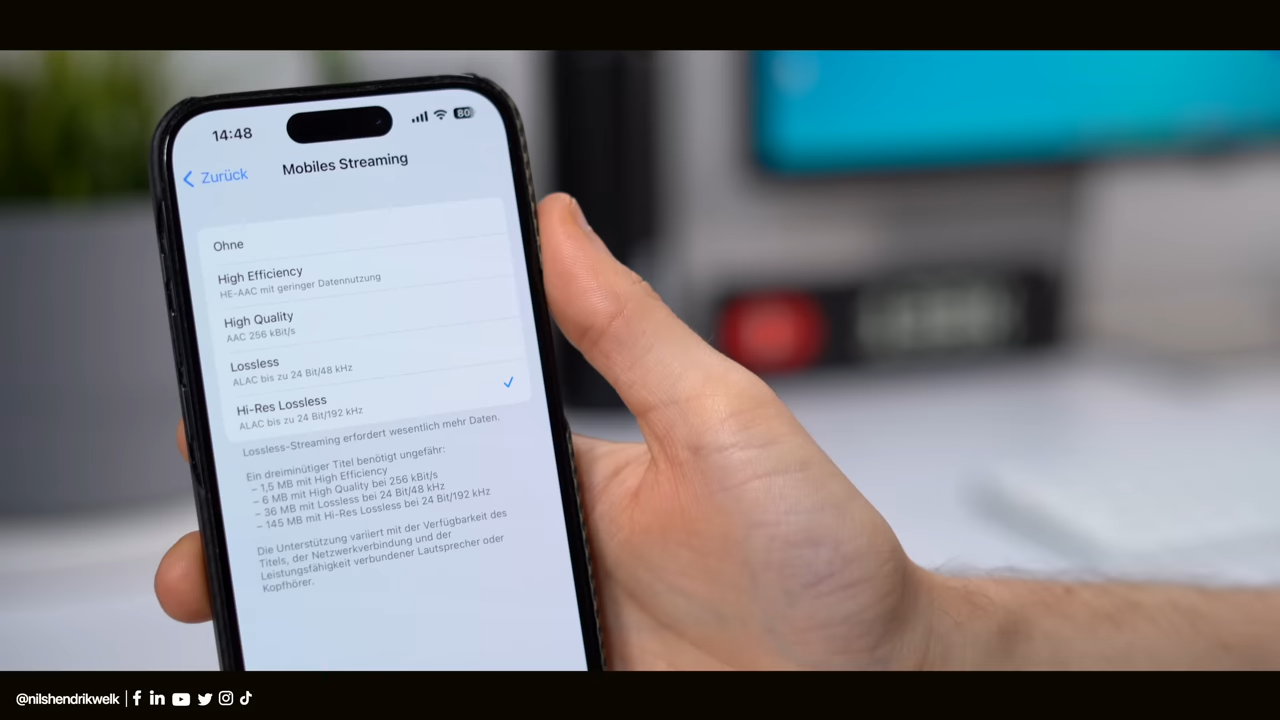 14:48
80
Zurück
Mobiles Streaming
Ohne
High Efficiency
HE-AAC mit geringer Datennutzung
High Quality
AAC 256 kBit/s
Lossless
ALAC bis zu 24 Bit/48 kHz
Hi-Res Lossless
ALAC bis zu 24 Bit/192 kHz
Lossless-Streaming erfordert wesentlich mehr Daten.
Ein dreiminütiger Titel benötigt ungefähr:
– 1,5 MB mit High Efficiency
– 6 MB mit High Quality bei 256 kBit/s
– 36 MB mit Lossless bei 24 Bit/48 kHz
– 145 MB mit Hi-Res Lossless bei 24 Bit/192 kHz
Die Unterstützung variiert mit der Verfügbarkeit des
Titels, der Netzwerkverbindung und der
Leistungsfähigkeit verbundener Lautsprecher oder
Kopfhörer.
@nilshendrikwelk